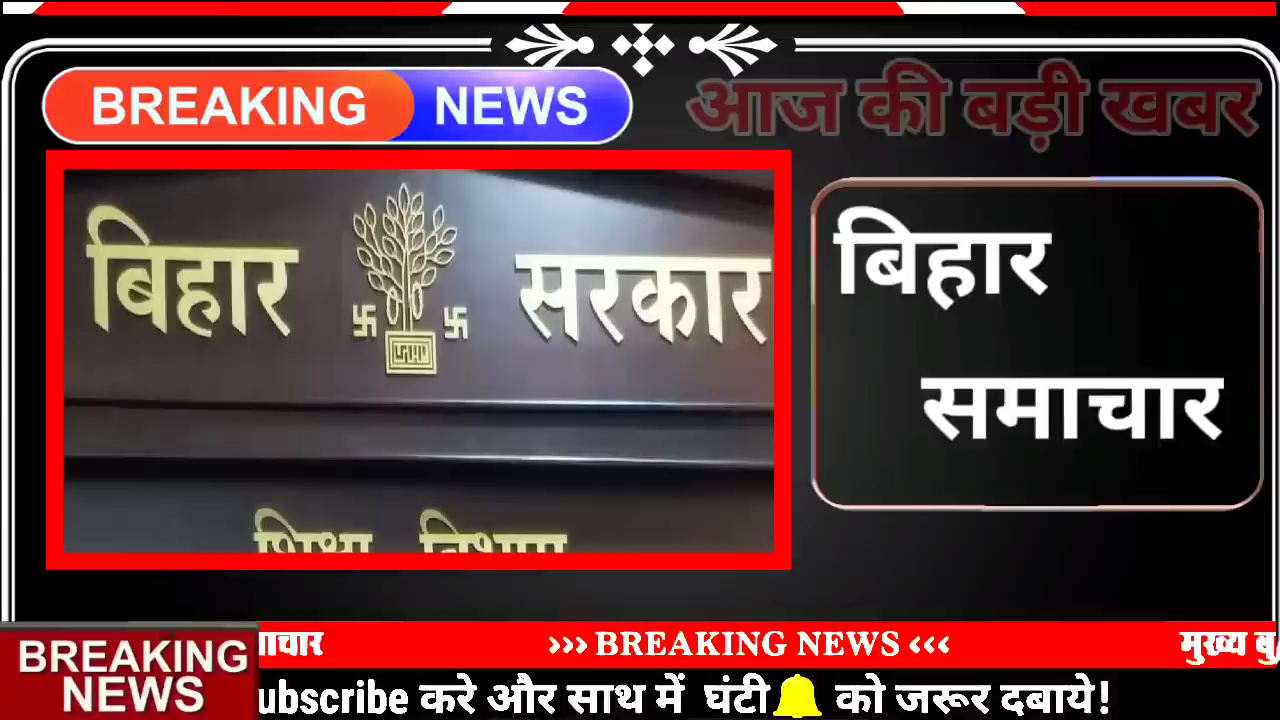 BREAKING NEWS
आज की बड़ी खबर
बिहार सरकार
बिहार
समाचार
शिक्षा विभाग
>>> BREAKING NEWS <<<
मुख्य
BREAKING
NEWS
करे और साथ में घंटी🔔 को जरूर दबाये!